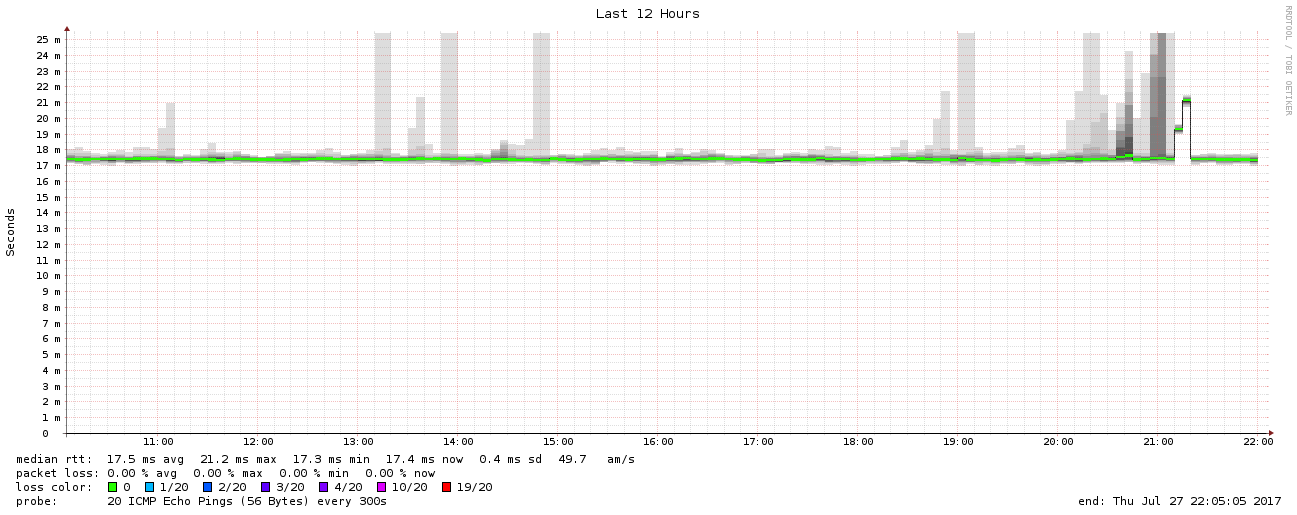 Last 12 Hours
RRDTOOL / TOBI OETIKER
Seconds
25 m
24 m
23 m
22 m
21 m
20 m
19 m
18 m
17 m
16 m
15 m
14 m
13 m
12 m
11 m
10 m
9 m
8 m
7 m
6 m
5 m
4 m
3 m
2 m
1 m
0
11:00 12:00 13:00 14:00 15:00 16:00 17:00 18:00 19:00 20:00 21:00 22:00
median rtt: 17.5 ms avg 21.2 ms max 17.3 ms min 17.4 ms now 0.4 ms sd 49.7 am/s
packet loss: 0.00 % avg 0.00 % max 0.00 % min 0.00 % now
loss color: 0 1/20 2/20 3/20 4/20 10/20 19/20
probe: 20 ICMP Echo Pings (56 Bytes) every 300s end: Thu Jul 27 22:05:05 2017